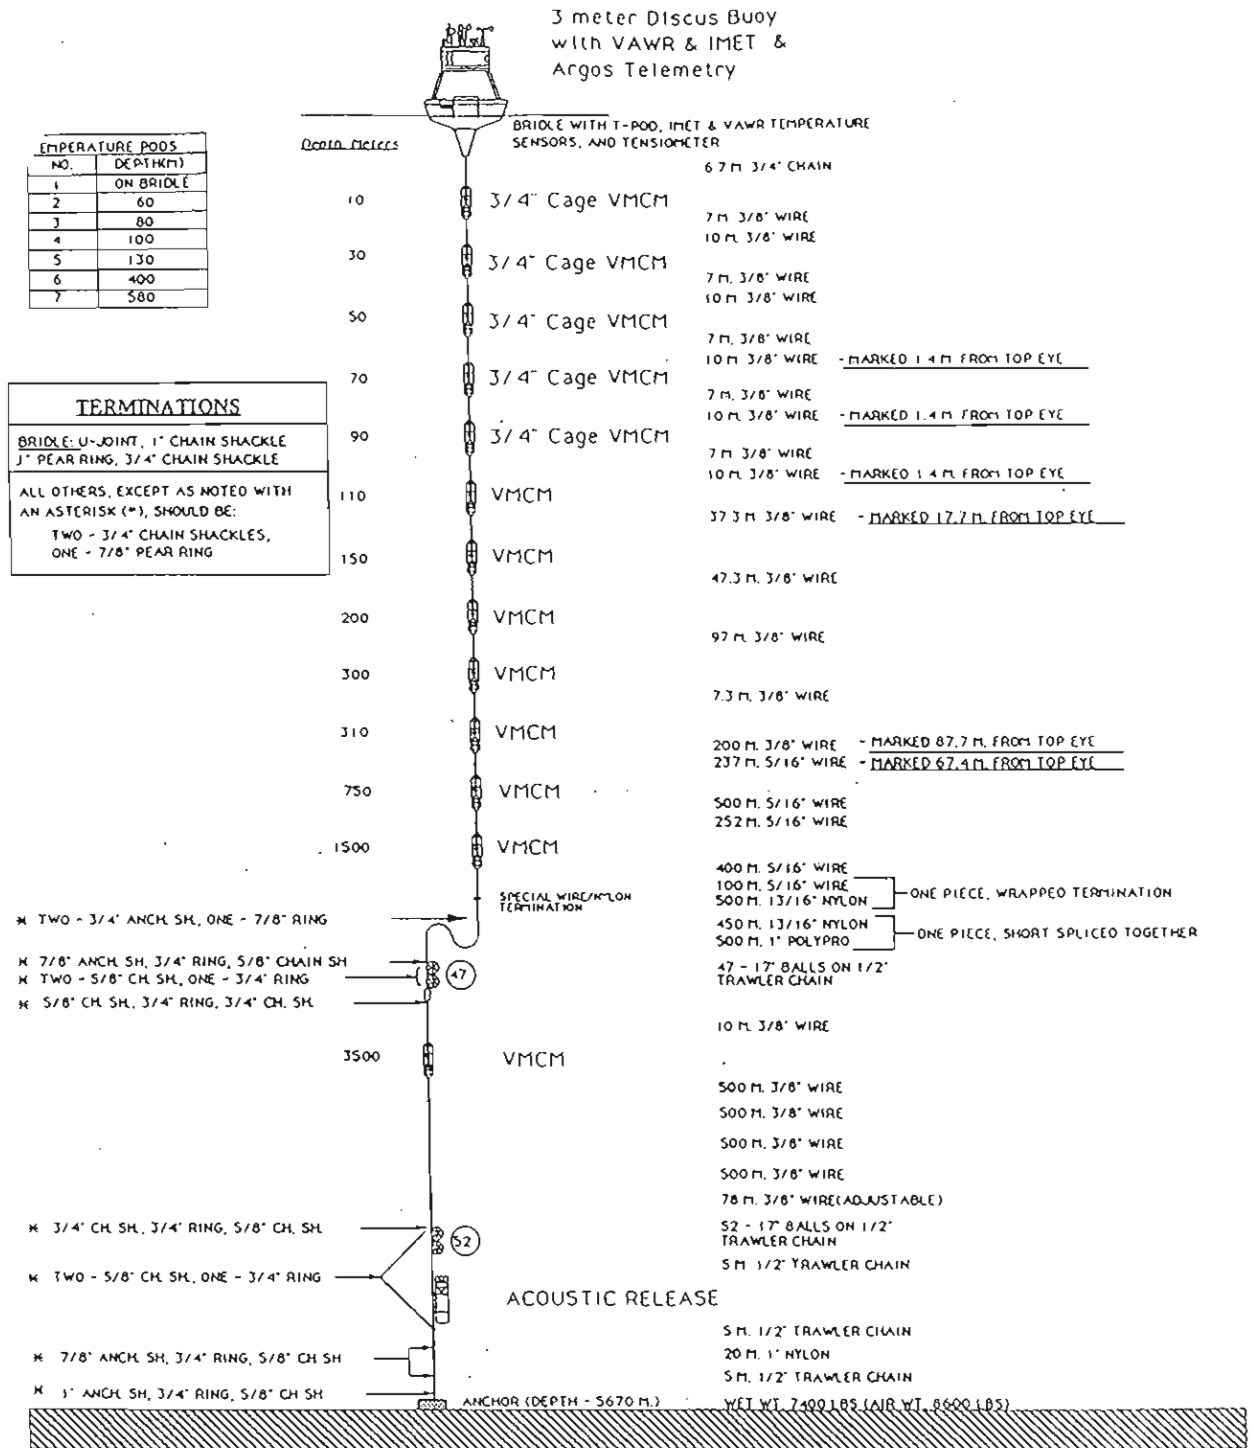 3 meter Discus Buoy
with VAWR & IMET &
Argos Telemetry
BRIDLE WITH T-POD, IMET & VAWR TEMPERATURE
SENSORS, AND TENSIOMETER
Depth Meters
EMPERATURE PODS
NO. DEPTH(M)
1 ON BRIDLE
2 60
3 80
4 100
5 130
6 400
7 580
TERMINATIONS
BRIDLE: U-JOINT, 1" CHAIN SHACKLE
1" PEAR RING, 3/4" CHAIN SHACKLE
ALL OTHERS, EXCEPT AS NOTED WITH
AN ASTERISK (*), SHOULD BE:
TWO - 3/4" CHAIN SHACKLES,
ONE - 7/8" PEAR RING
6.7 M 3/4" CHAIN
10 3/4" Cage VMCM
7 M. 3/8" WIRE
10 M. 3/8" WIRE
30 3/4" Cage VMCM
7 M. 3/8" WIRE
10 M. 3/8" WIRE
50 3/4" Cage VMCM
7 M. 3/8" WIRE
10 M 3/8" WIRE - MARKED 1.4 M FROM TOP EYE
70 3/4" Cage VMCM
7 M. 3/8" WIRE
10 M. 3/8" WIRE - MARKED 1.4 M FROM TOP EYE
90 3/4" Cage VMCM
7 M 3/8" WIRE
10 M. 3/8" WIRE - MARKED 1.4 M FROM TOP EYE
110 VMCM
37.3 M 3/8" WIRE - MARKED 17.7 M. FROM TOP EYE
150 VMCM
47.3 M. 3/8" WIRE
200 VMCM
97 M. 3/8" WIRE
300 VMCM
7.3 M. 3/8" WIRE
310 VMCM
200 M. 3/8" WIRE - MARKED 87.7 M. FROM TOP EYE
237 M. 5/16" WIRE - MARKED 67.4 M. FROM TOP EYE
750 VMCM
500 M. 5/16" WIRE
252 M. 5/16" WIRE
1500 VMCM
400 M. 5/16" WIRE
100 M. 5/16" WIRE
500 M. 13/16" NYLON
ONE PIECE, WRAPPED TERMINATION
SPECIAL WIRE/NYLON
TERMINATION
* TWO - 3/4" ANCH. SH., ONE - 7/8" RING
450 M. 13/16" NYLON
500 M. 1" POLYPRO
ONE PIECE, SHORT SPLICED TOGETHER
* 7/8" ANCH. SH, 3/4" RING, 5/8" CHAIN SH
* TWO - 5/8" CH. SH., ONE - 3/4" RING
* 5/8" CH. SH, 3/4" RING, 3/4" CH. SH.
47
47 - 17" BALLS ON 1/2"
TRAWLER CHAIN
10 M. 3/8" WIRE
3500 VMCM
500 M. 3/8" WIRE
500 M. 3/8" WIRE
500 M. 3/8" WIRE
500 M. 3/8" WIRE
78 M. 3/8" WIRE(ADJUSTABLE)
* 3/4" CH. SH., 3/4" RING, 5/8" CH. SH.
52
52 - 17" BALLS ON 1/2"
TRAWLER CHAIN
5 M. 1/2" TRAWLER CHAIN
* TWO - 5/8" CH. SH., ONE - 3/4" RING
ACOUSTIC RELEASE
5 M. 1/2" TRAWLER CHAIN
20 M. 1" NYLON
5 M. 1/2" TRAWLER CHAIN
* 7/8" ANCH. SH, 3/4" RING, 5/8" CH SH
* 1" ANCH. SH, 3/4" RING, 5/8" CH SH
ANCHOR (DEPTH - 5670 M.)
WET WT. 7400 LBS (AIR WT. 8600 LBS)